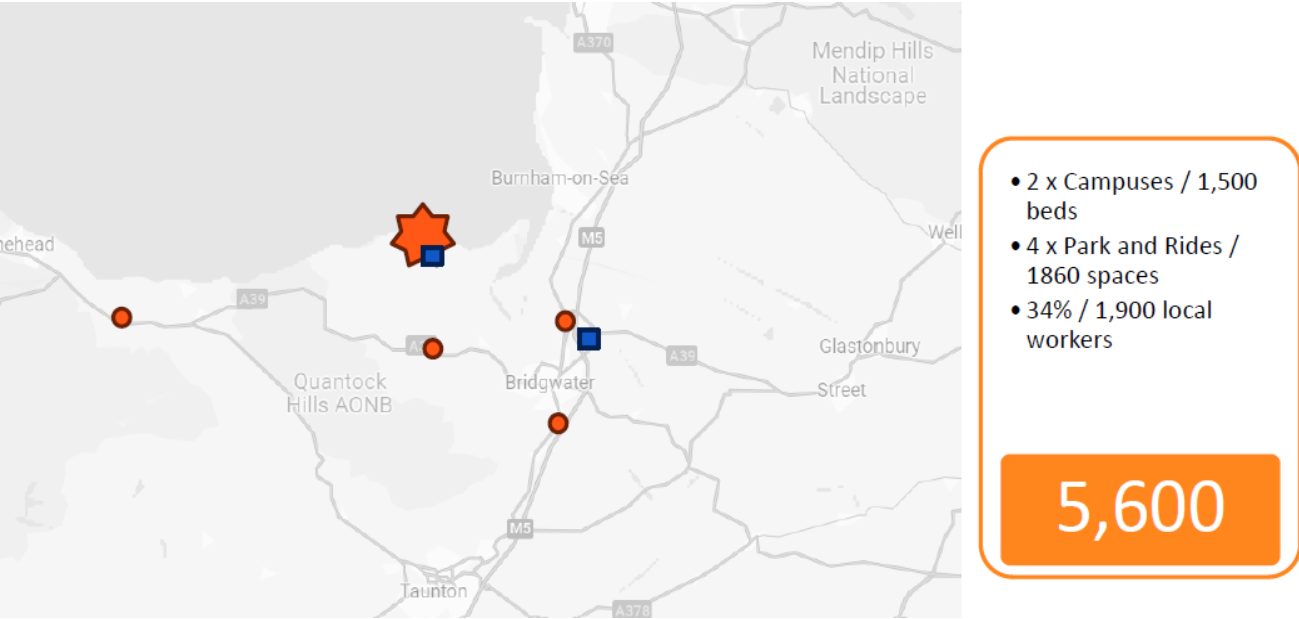 A370
Mendip Hills
National
Landscape
Burnham-on-Sea
M5
nehead
Well
A39
A39
Glastonbury
Quantock
Hills AONB
Bridgwater
Street
M5
Taunton
A378
• 2 x Campuses / 1,500
beds
• 4 x Park and Rides /
1860 spaces
• 34% / 1,900 local
workers
5,600